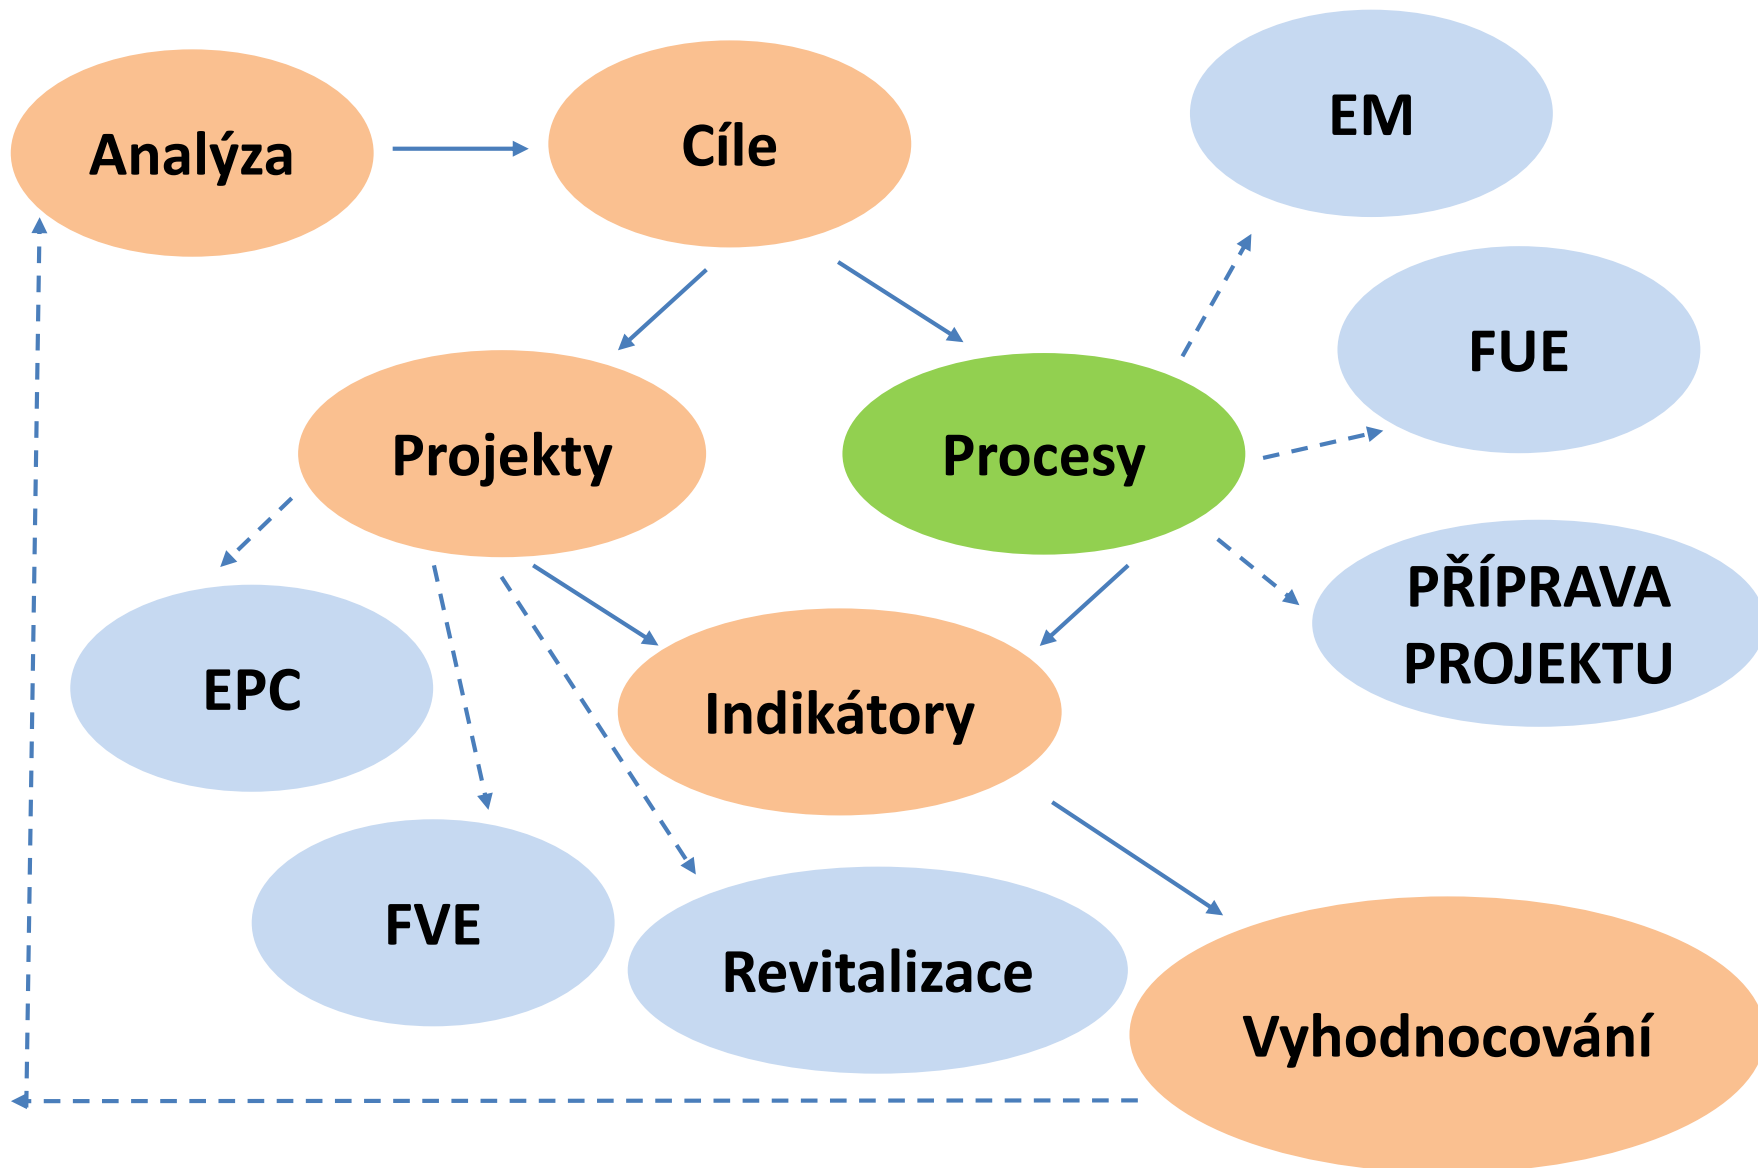 Analýza
Cíle
EM
FUE
Projekty
Procesy
PŘÍPRAVA
PROJEKTU
EPC
Indikátory
FVE
Revitalizace
Vyhodnocování